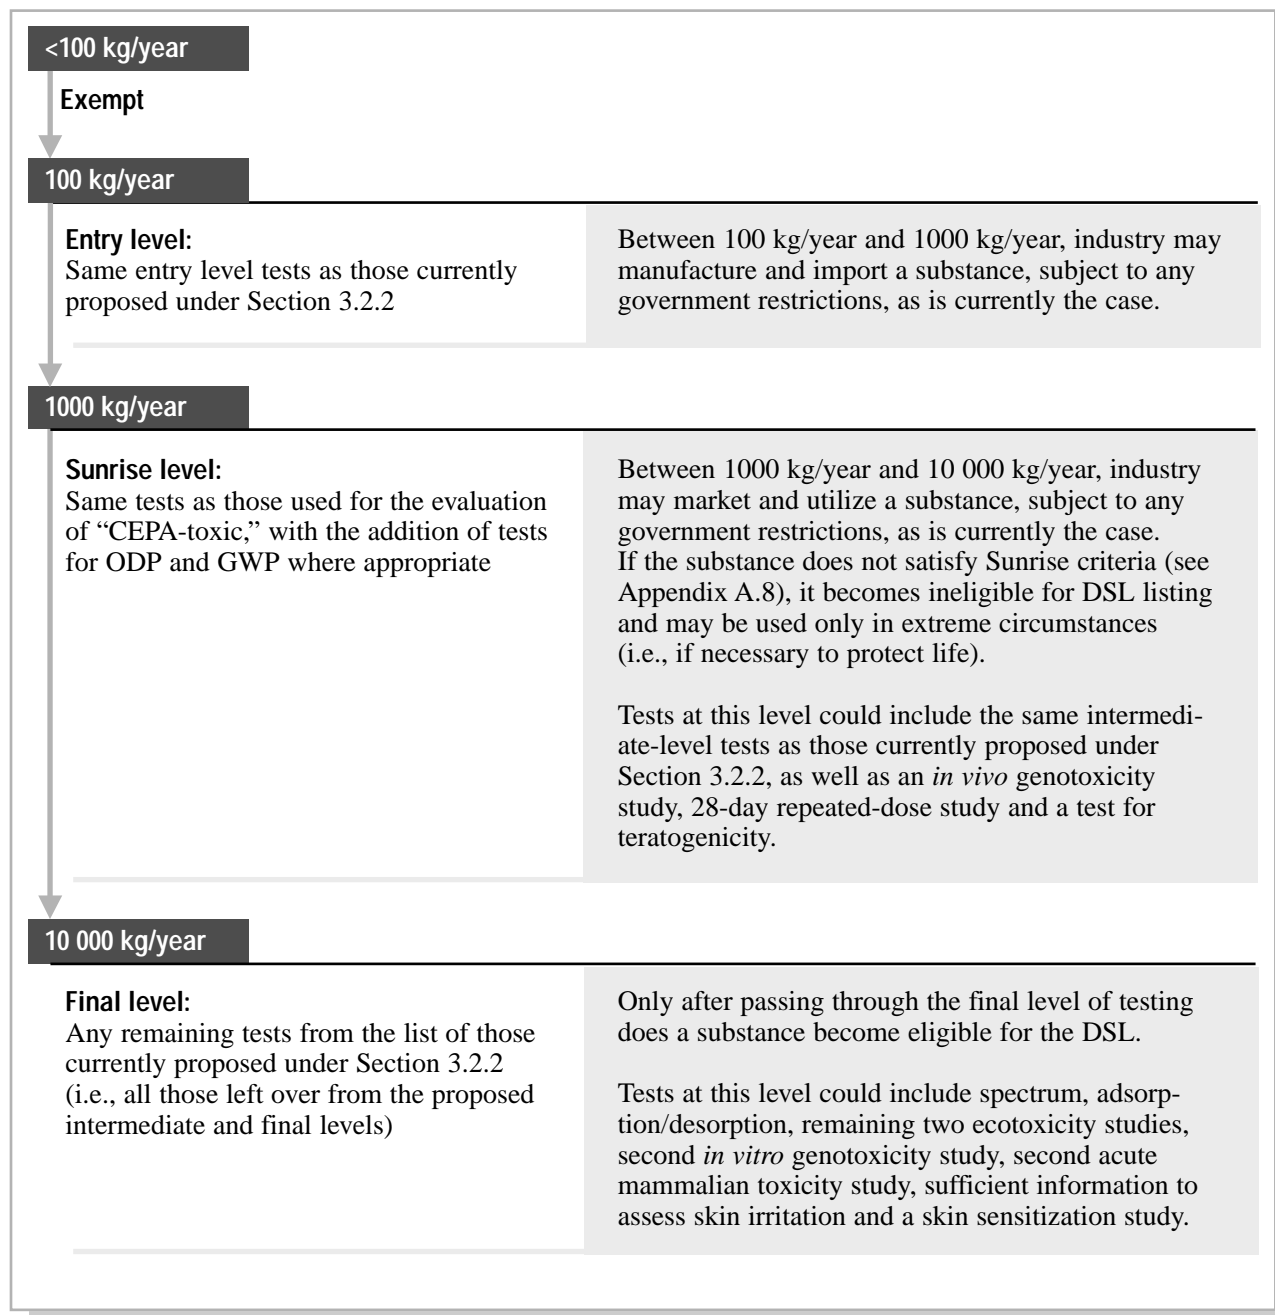 <100 kg/year
Exempt
100 kg/year
Entry level:
Same entry level tests as those currently
proposed under Section 3.2.2
Between 100 kg/year and 1000 kg/year, industry may
manufacture and import a substance, subject to any
government restrictions, as is currently the case.
1000 kg/year
Sunrise level:
Same tests as those used for the evaluation
of “CEPA-toxic,” with the addition of tests
for ODP and GWP where appropriate
Between 1000 kg/year and 10 000 kg/year, industry
may market and utilize a substance, subject to any
government restrictions, as is currently the case.
If the substance does not satisfy Sunrise criteria (see
Appendix A.8), it becomes ineligible for DSL listing
and may be used only in extreme circumstances
(i.e., if necessary to protect life).
Tests at this level could include the same intermedi-
ate-level tests as those currently proposed under
Section 3.2.2, as well as an in vivo genotoxicity
study, 28-day repeated-dose study and a test for
teratogenicity.
10 000 kg/year
Final level:
Any remaining tests from the list of those
currently proposed under Section 3.2.2
(i.e., all those left over from the proposed
intermediate and final levels)
Only after passing through the final level of testing
does a substance become eligible for the DSL.
Tests at this level could include spectrum, adsorp-
tion/desorption, remaining two ecotoxicity studies,
second in vitro genotoxicity study, second acute
mammalian toxicity study, sufficient information to
assess skin irritation and a skin sensitization study.